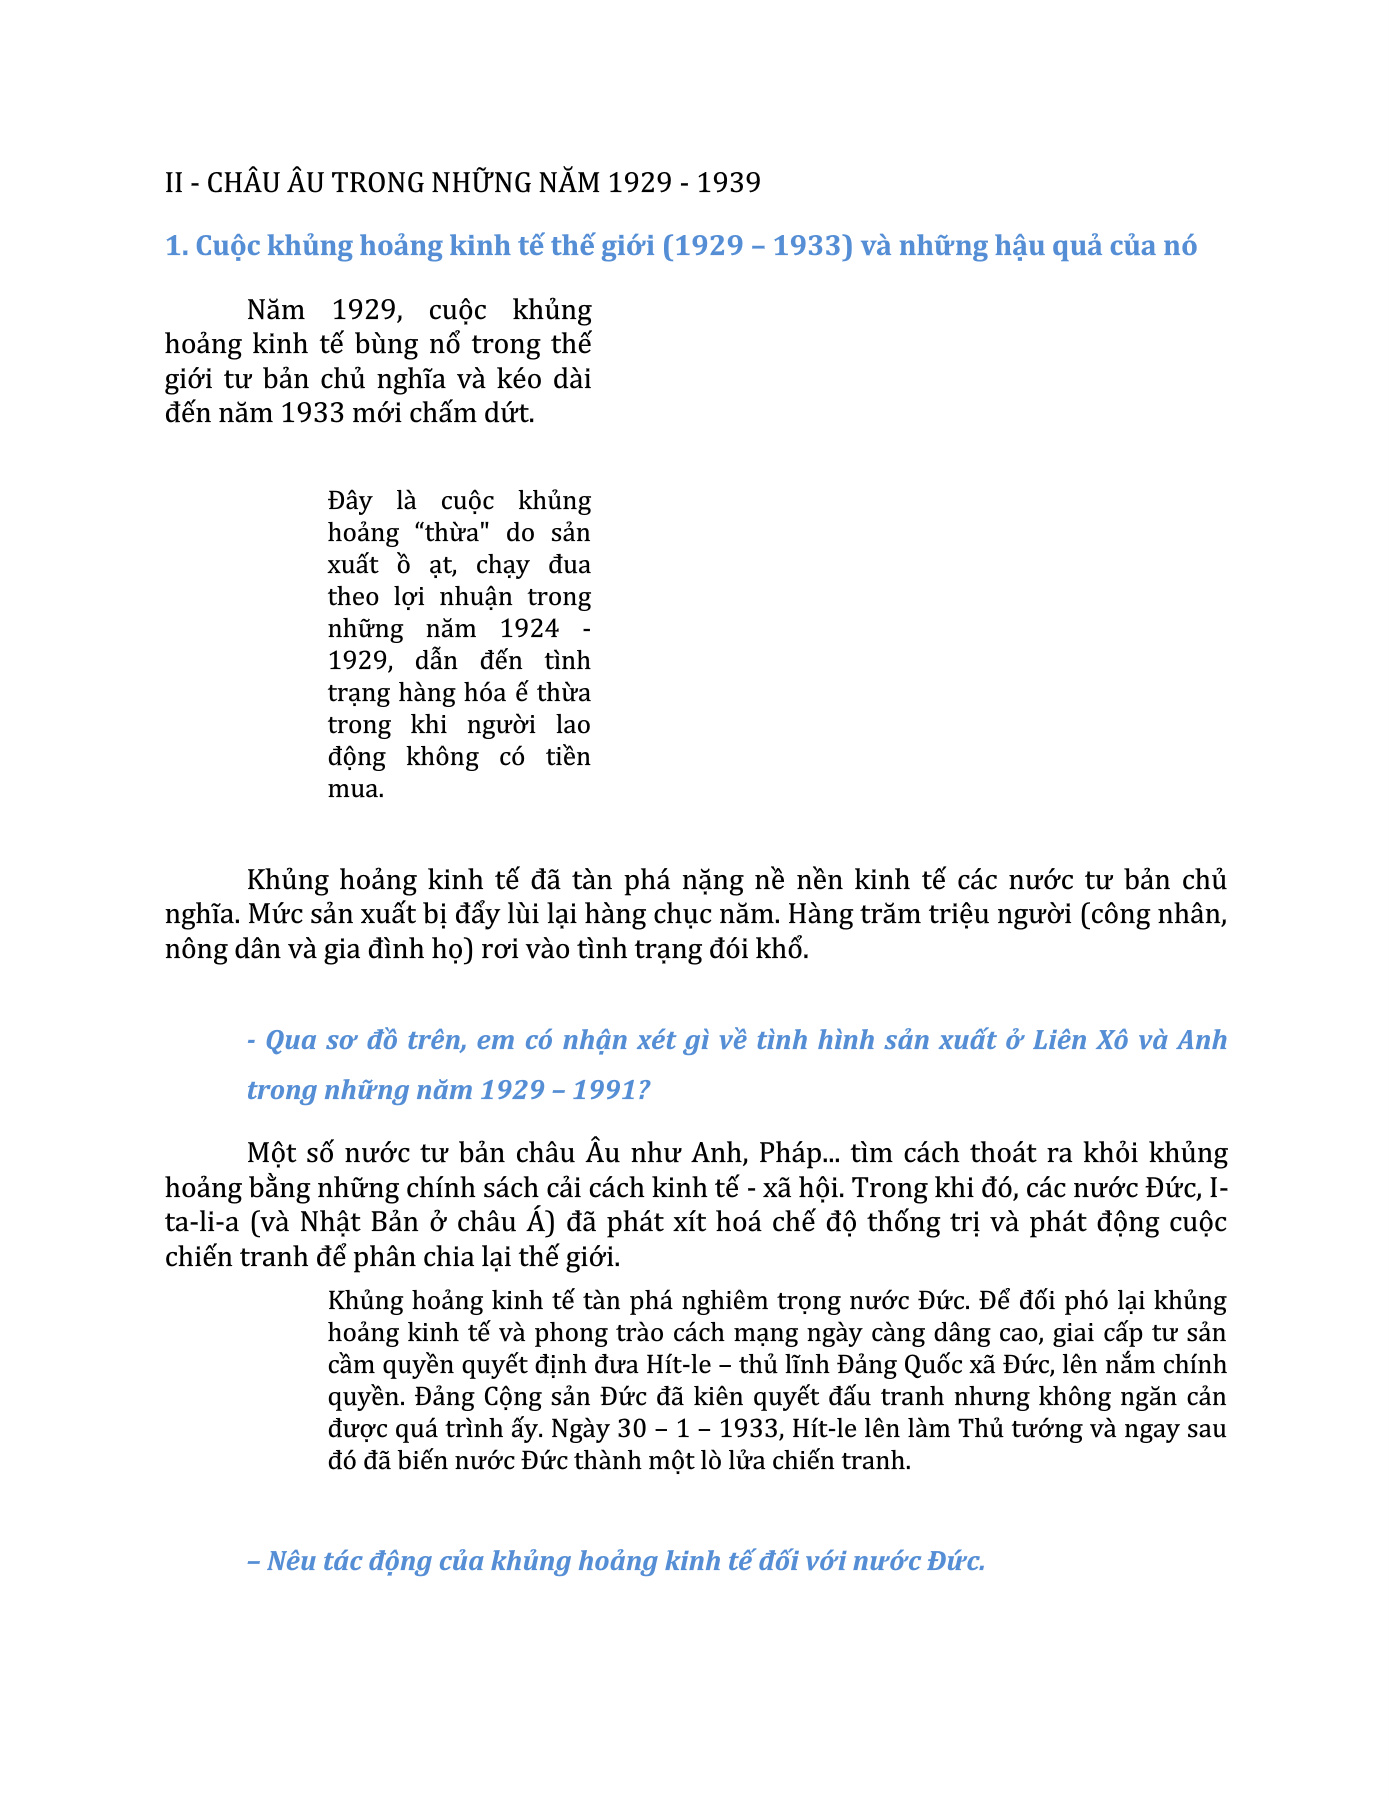 II - CHÂU ÂU TRONG NHỮNG NĂM 1929 - 1939
1. Cuộc khủng hoảng kinh tế thế giới (1929 – 1933) và những hậu quả của nó
Năm 1929, cuộc khủng
hoảng kinh tế bùng nổ trong thế
giới tư bản chủ nghĩa và kéo dài
đến năm 1933 mới chấm dứt.
Đây là cuộc khủng
hoảng “thừa" do sản
xuất ồ ạt, chạy đua
theo lợi nhuận trong
những năm 1924 -
1929, dẫn đến tình
trạng hàng hóa ế thừa
trong khi người lao
động không có tiền
mua.
Khủng hoảng kinh tế đã tàn phá nặng nề nền kinh tế các nước tư bản chủ
nghĩa. Mức sản xuất bị đẩy lùi lại hàng chục năm. Hàng trăm triệu người (công nhân,
nông dân và gia đình họ) rơi vào tình trạng đói khổ.
- Qua sơ đồ trên, em có nhận xét gì về tình hình sản xuất ở Liên Xô và Anh
trong những năm 1929 – 1991?
Một số nước tư bản châu Âu như Anh, Pháp... tìm cách thoát ra khỏi khủng
hoảng bằng những chính sách cải cách kinh tế - xã hội. Trong khi đó, các nước Đức, I-
ta-li-a (và Nhật Bản ở châu Á) đã phát xít hoá chế độ thống trị và phát động cuộc
chiến tranh để phân chia lại thế giới.
Khủng hoảng kinh tế tàn phá nghiêm trọng nước Đức. Để đối phó lại khủng
hoảng kinh tế và phong trào cách mạng ngày càng dâng cao, giai cấp tư sản
cầm quyền quyết định đưa Hít-le – thủ lĩnh Đảng Quốc xã Đức, lên nắm chính
quyền. Đảng Cộng sản Đức đã kiên quyết đấu tranh nhưng không ngăn cản
được quá trình ấy. Ngày 30 – 1 – 1933, Hít-le lên làm Thủ tướng và ngay sau
đó đã biến nước Đức thành một lò lửa chiến tranh.
– Nêu tác động của khủng hoảng kinh tế đối với nước Đức.